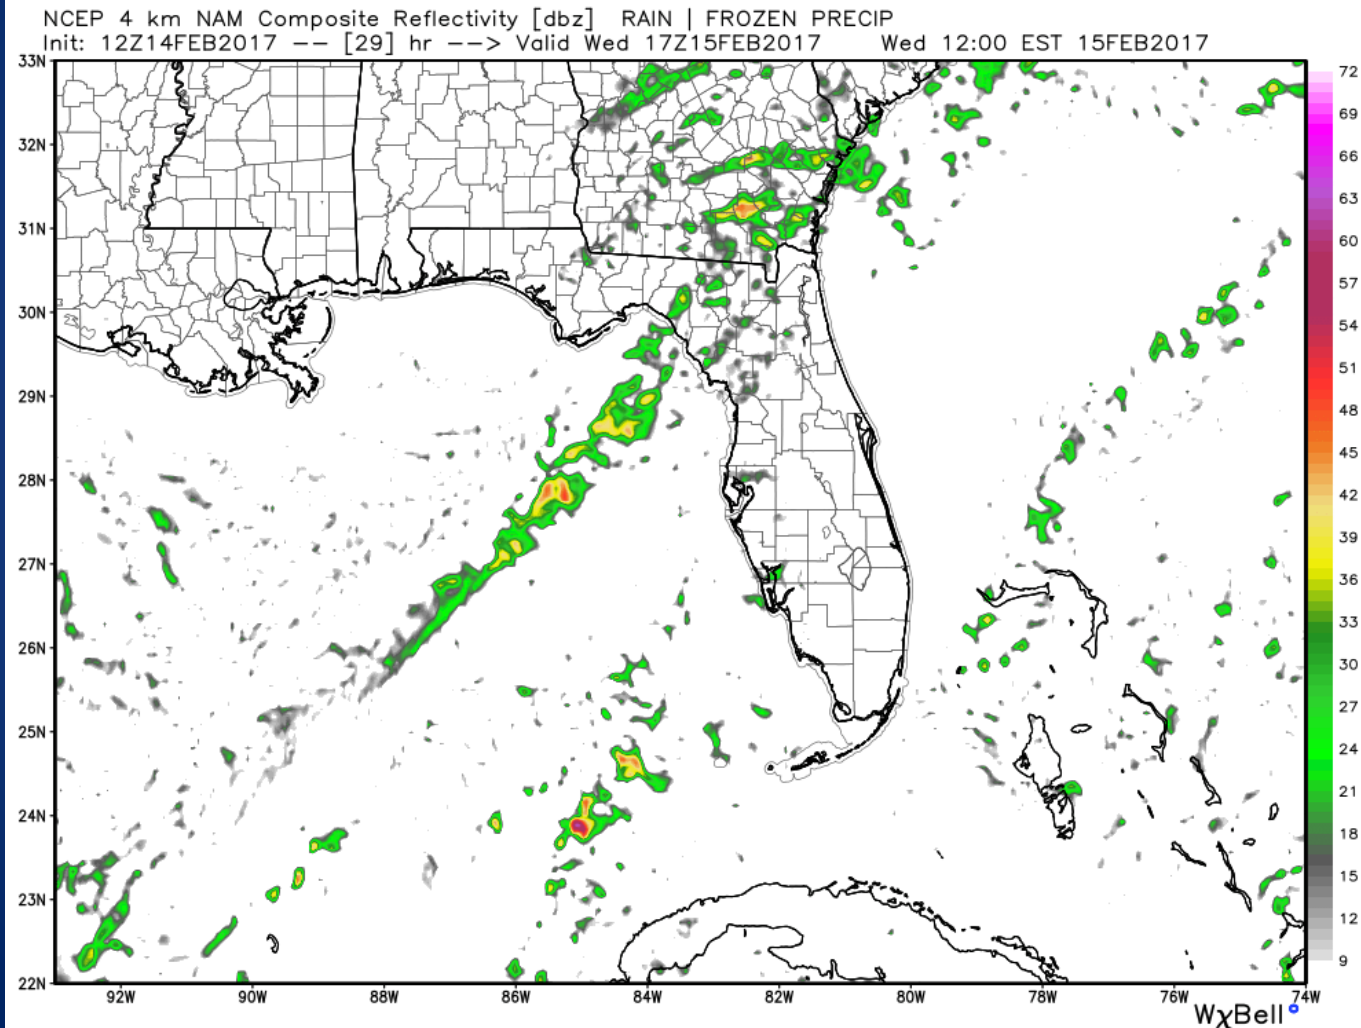 NCEP 4 km NAM Composite Reflectivity [dbz] RAIN | FROZEN PRECIP
Init: 12Z14FEB2017 -- [29] hr --> Valid Wed 17Z15FEB2017 Wed 12:00 EST 15FEB2017
33N
32N
31N
30N
29N
28N
27N
26N
25N
24N
23N
22N
92W 90W 88W 86W 84W 82W 80W 78W 76W 74W
72
69
66
63
60
57
54
51
48
45
42
39
36
33
30
27
24
21
18
15
12
9
WχBell